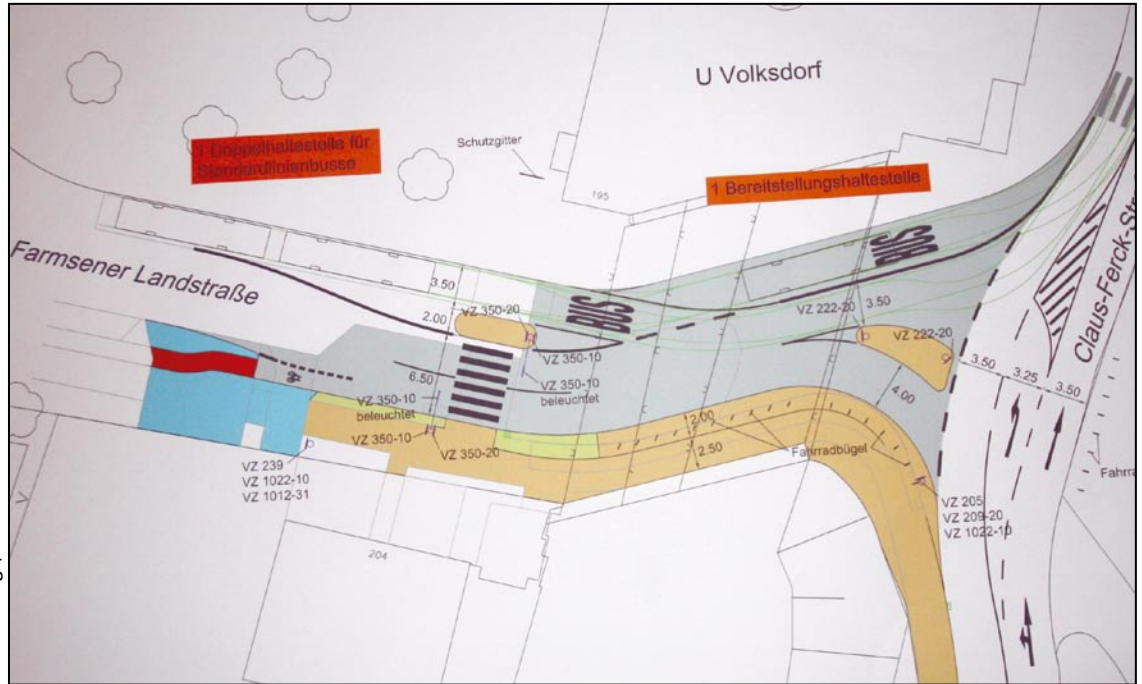 U Volksdorf
1 Doppelhaltestelle für
Standardlinienbusse
Schutzgitter
1 Bereitstellungshaltestelle
195
Farmsener Landstraße
3.50
2.00
VZ 350-20
BUS
BUS
VZ 222-20
3.50
VZ 222-20
VZ 350-10
VZ 350-10
beleuchtet
6.50
VZ 350-10
beleuchtet
VZ 350-10
VZ 350-20
4.00
3.50
3.25
3.50
Claus-Ferck-Str
2.00
2.50
Fahrradbügel
Fahrra
VZ 239
VZ 1022-10
VZ 1012-31
VZ 205
VZ 209-20
VZ 1022-10
204